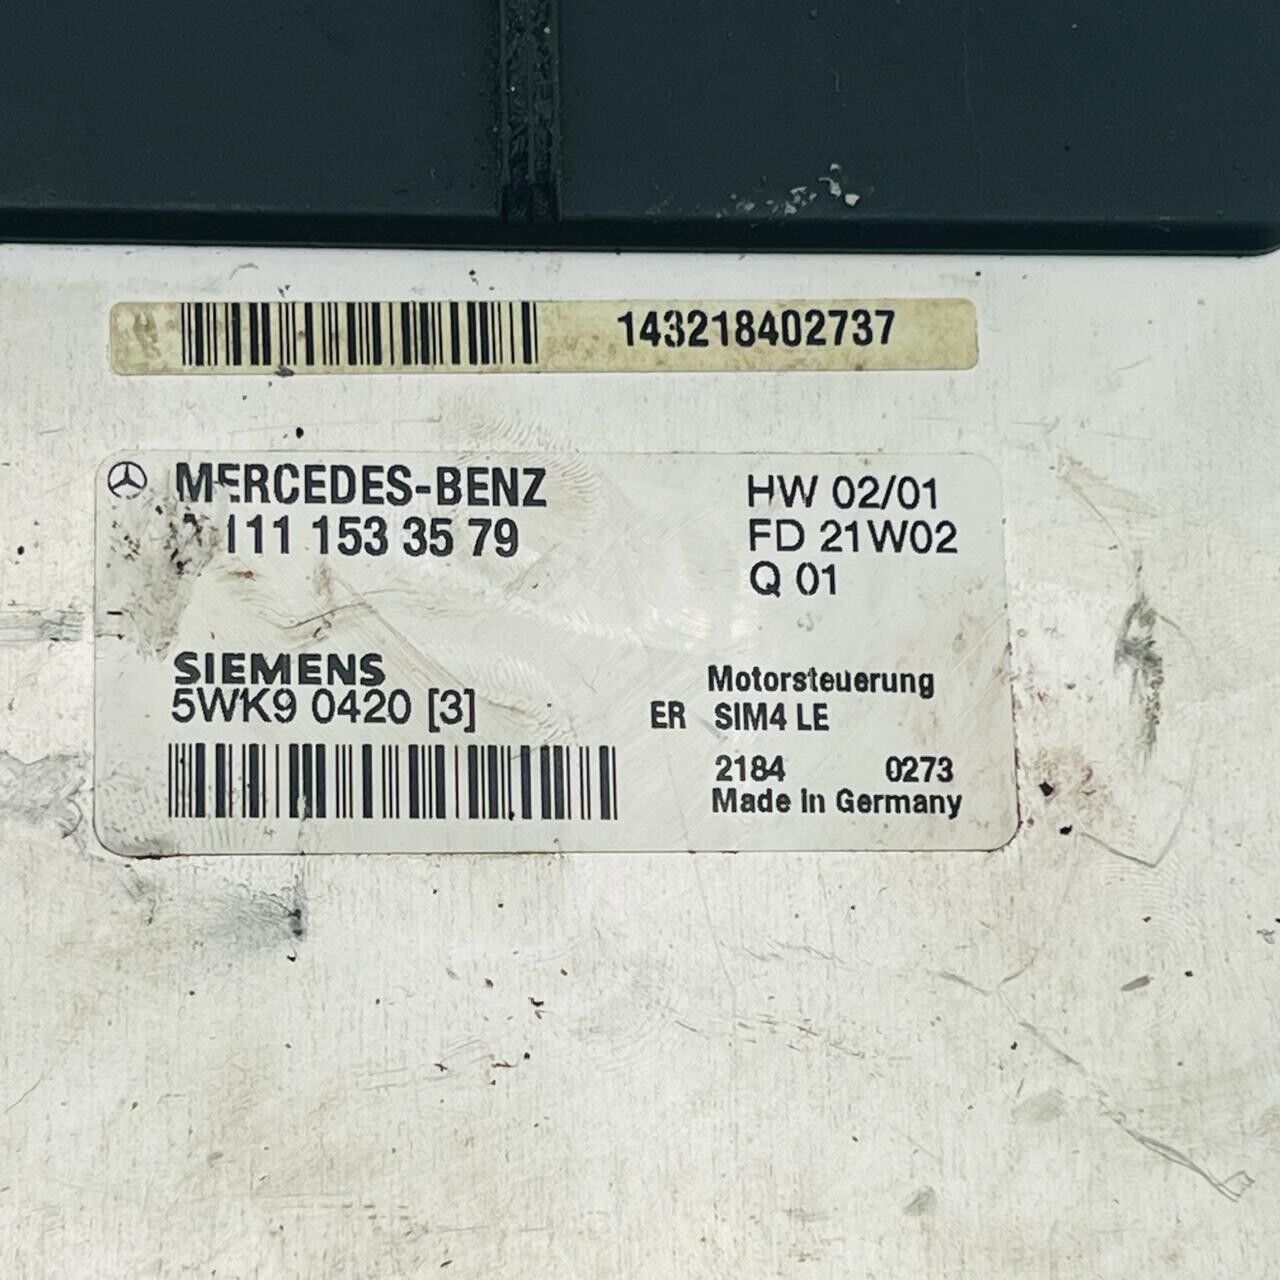 143218402737
MERCEDES-BENZ
A 111 153 35 79
HW 02/01
FD 21W02
Q 01
SIEMENS
5WK9 0420 [3]
Motorsteuerung
ER SIM4 LE
2184 0273
Made in Germany